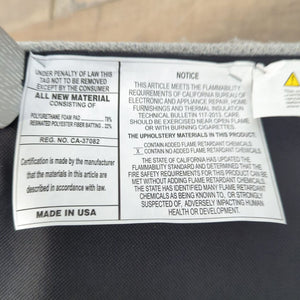 UNDER PENALTY OF LAW THIS
TAG NOT TO BE REMOVED
EXCEPT BY THE CONSUMER
ALL NEW MATERIAL
CONSISTING OF
POLYURETHANE FOAM PAD 78%
RESINATED POLYESTER FIBER BATTING 22%
REG. NO. CA-37082
Certification is made by the manufacturer
that the materials in this article are
described in accordance with law.
MADE IN USA
NOTICE
THIS ARTICLE MEETS THE FLAMMABILITY
REQUIREMENTS OF CALIFORNIA BUREAU OF
ELECTRONIC AND APPLIANCE REPAIR, HOME
FURNISHINGS AND THERMAL INSULATION
TECHNICAL BULLETIN 117-2013. CARE
SHOULD BE EXERCISED NEAR OPEN FLAME OR
WITH BURNING CIGARETTES.
THE UPHOLSTERY MATERIALS IN THIS PRODUCT:
CONTAIN ADDED FLAME RETARDANT CHEMICALS
X CONTAIN NO ADDED FLAME RETARDANT CHEMICALS
THE STATE OF CALIFORNIA HAS UPDATED THE
FLAMMABILITY STANDARD AND DETERMINED THAT THE
FIRE SAFETY REQUIREMENTS FOR THIS PRODUCT CAN BE
MET WITHOUT ADDING FLAME RETARDANT CHEMICALS.
THE STATE HAS IDENTIFIED MANY FLAME RETARDANT
CHEMICALS AS BEING KNOWN TO, OR STRONGLY
SUSPECTED OF, ADVERSELY IMPACTING HUMAN
HEALTH OR DEVELOPMENT.